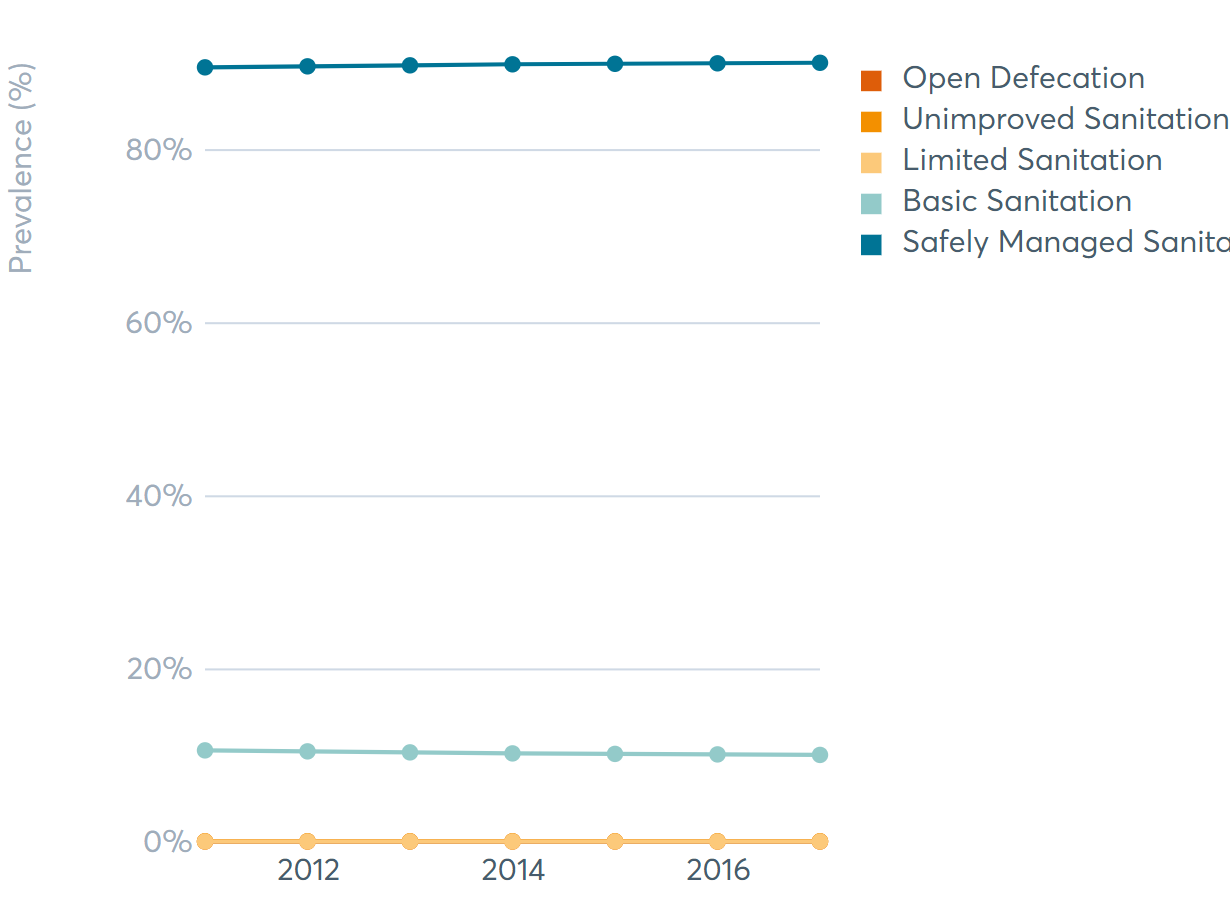 Prevalence (%)
80%
60%
40%
20%
0%
2012
2014
2016
Open Defecation
Unimproved Sanitation
Limited Sanitation
Basic Sanitation
Safely Managed